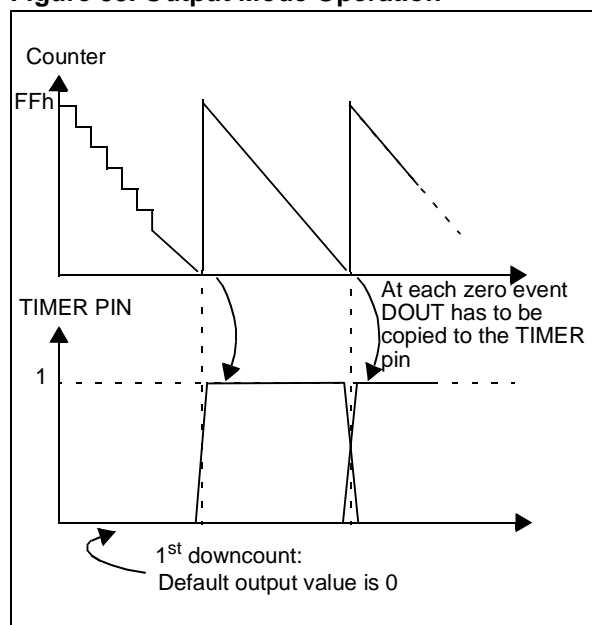 Figure Output Mode Operation
Counter
FFh
At each zero event
DOUT has to be
copied to the TIMER
pin
TIMER PIN
1
1st downcount:
Default output value is 0